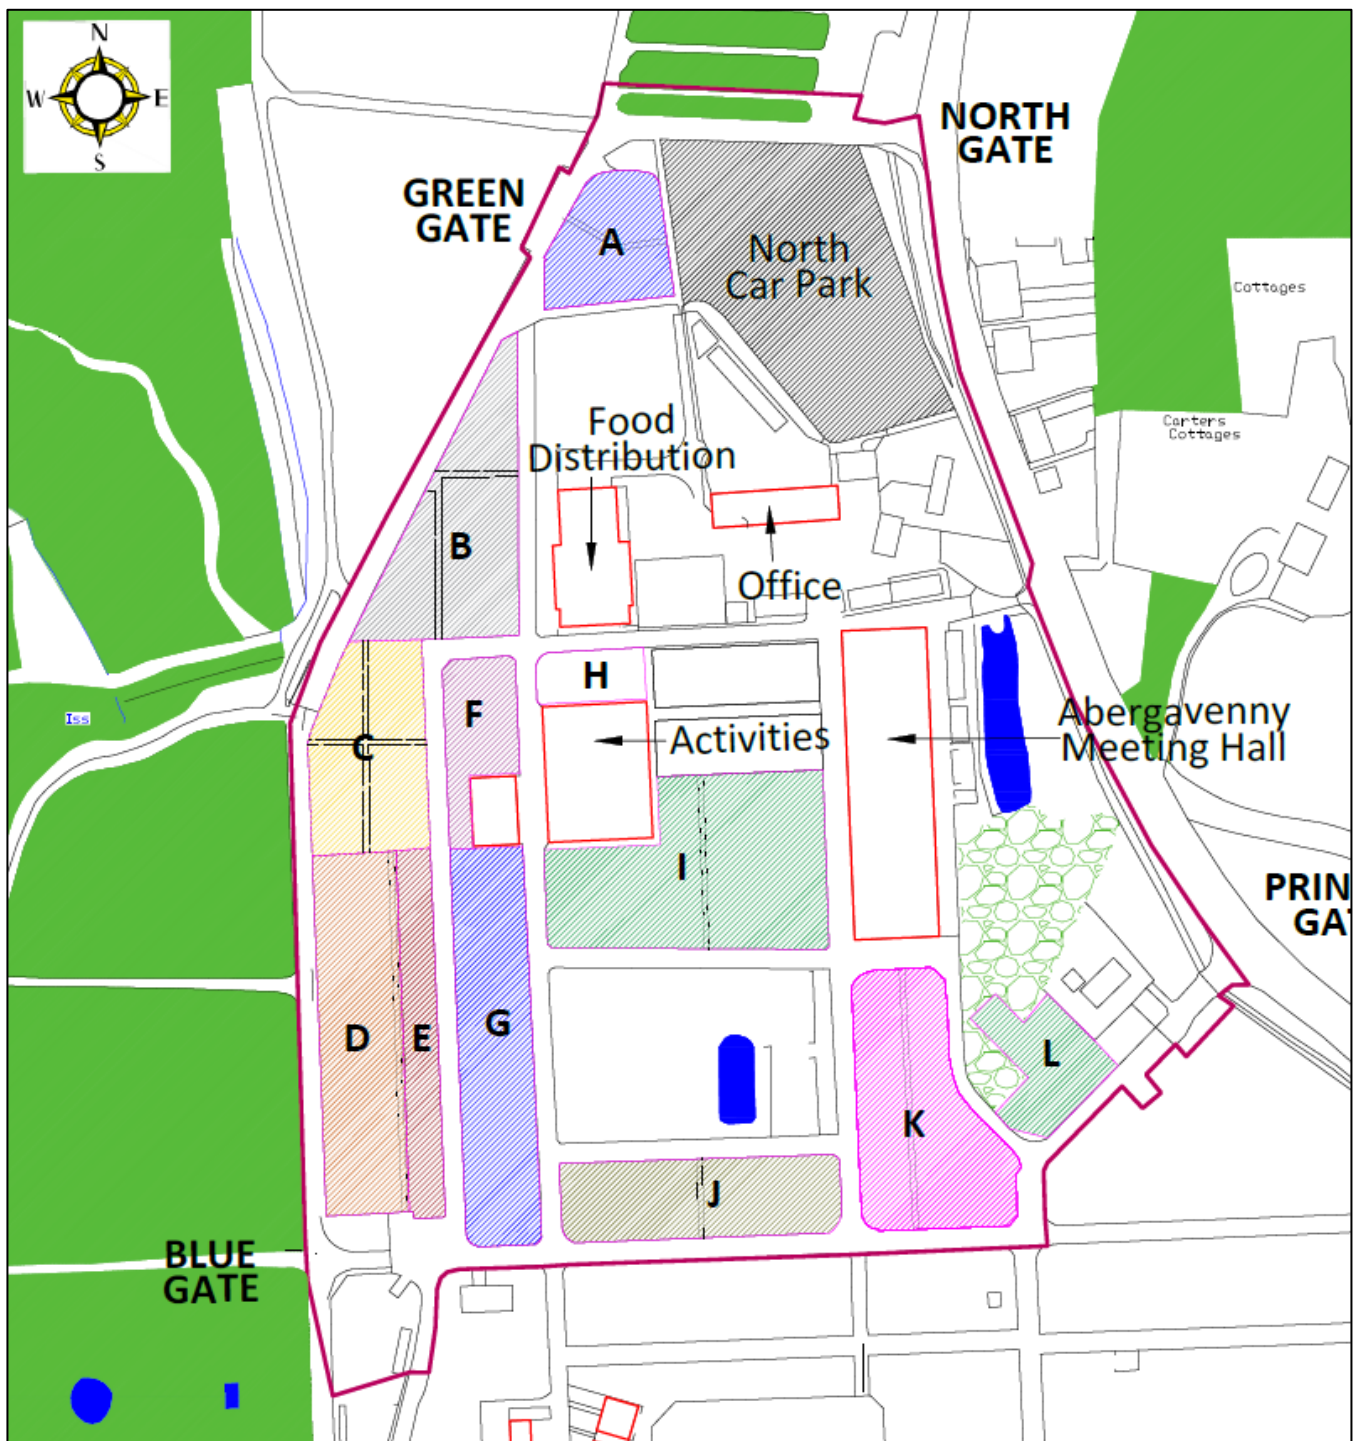 N
W
E
S
NORTH
GATE
GREEN
GATE
A
North
Car Park
Cottages
Carters
Cottages
Food
Distribution
B
Office
H
F
Iss
C
Activities
Abergavenny
Meeting Hall
I
PRIN
GAT
G
D
E
L
K
J
BLUE
GATE